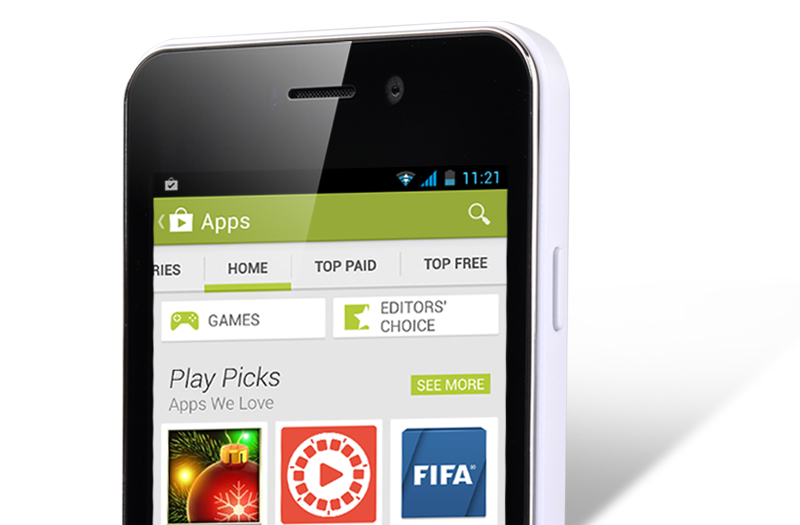 11:21
Apps
RIES
HOME
TOP PAID
TOP FREE
GAMES
EDITORS'
CHOICE
Play Picks
SEE MORE
Apps We Love
FIFA®